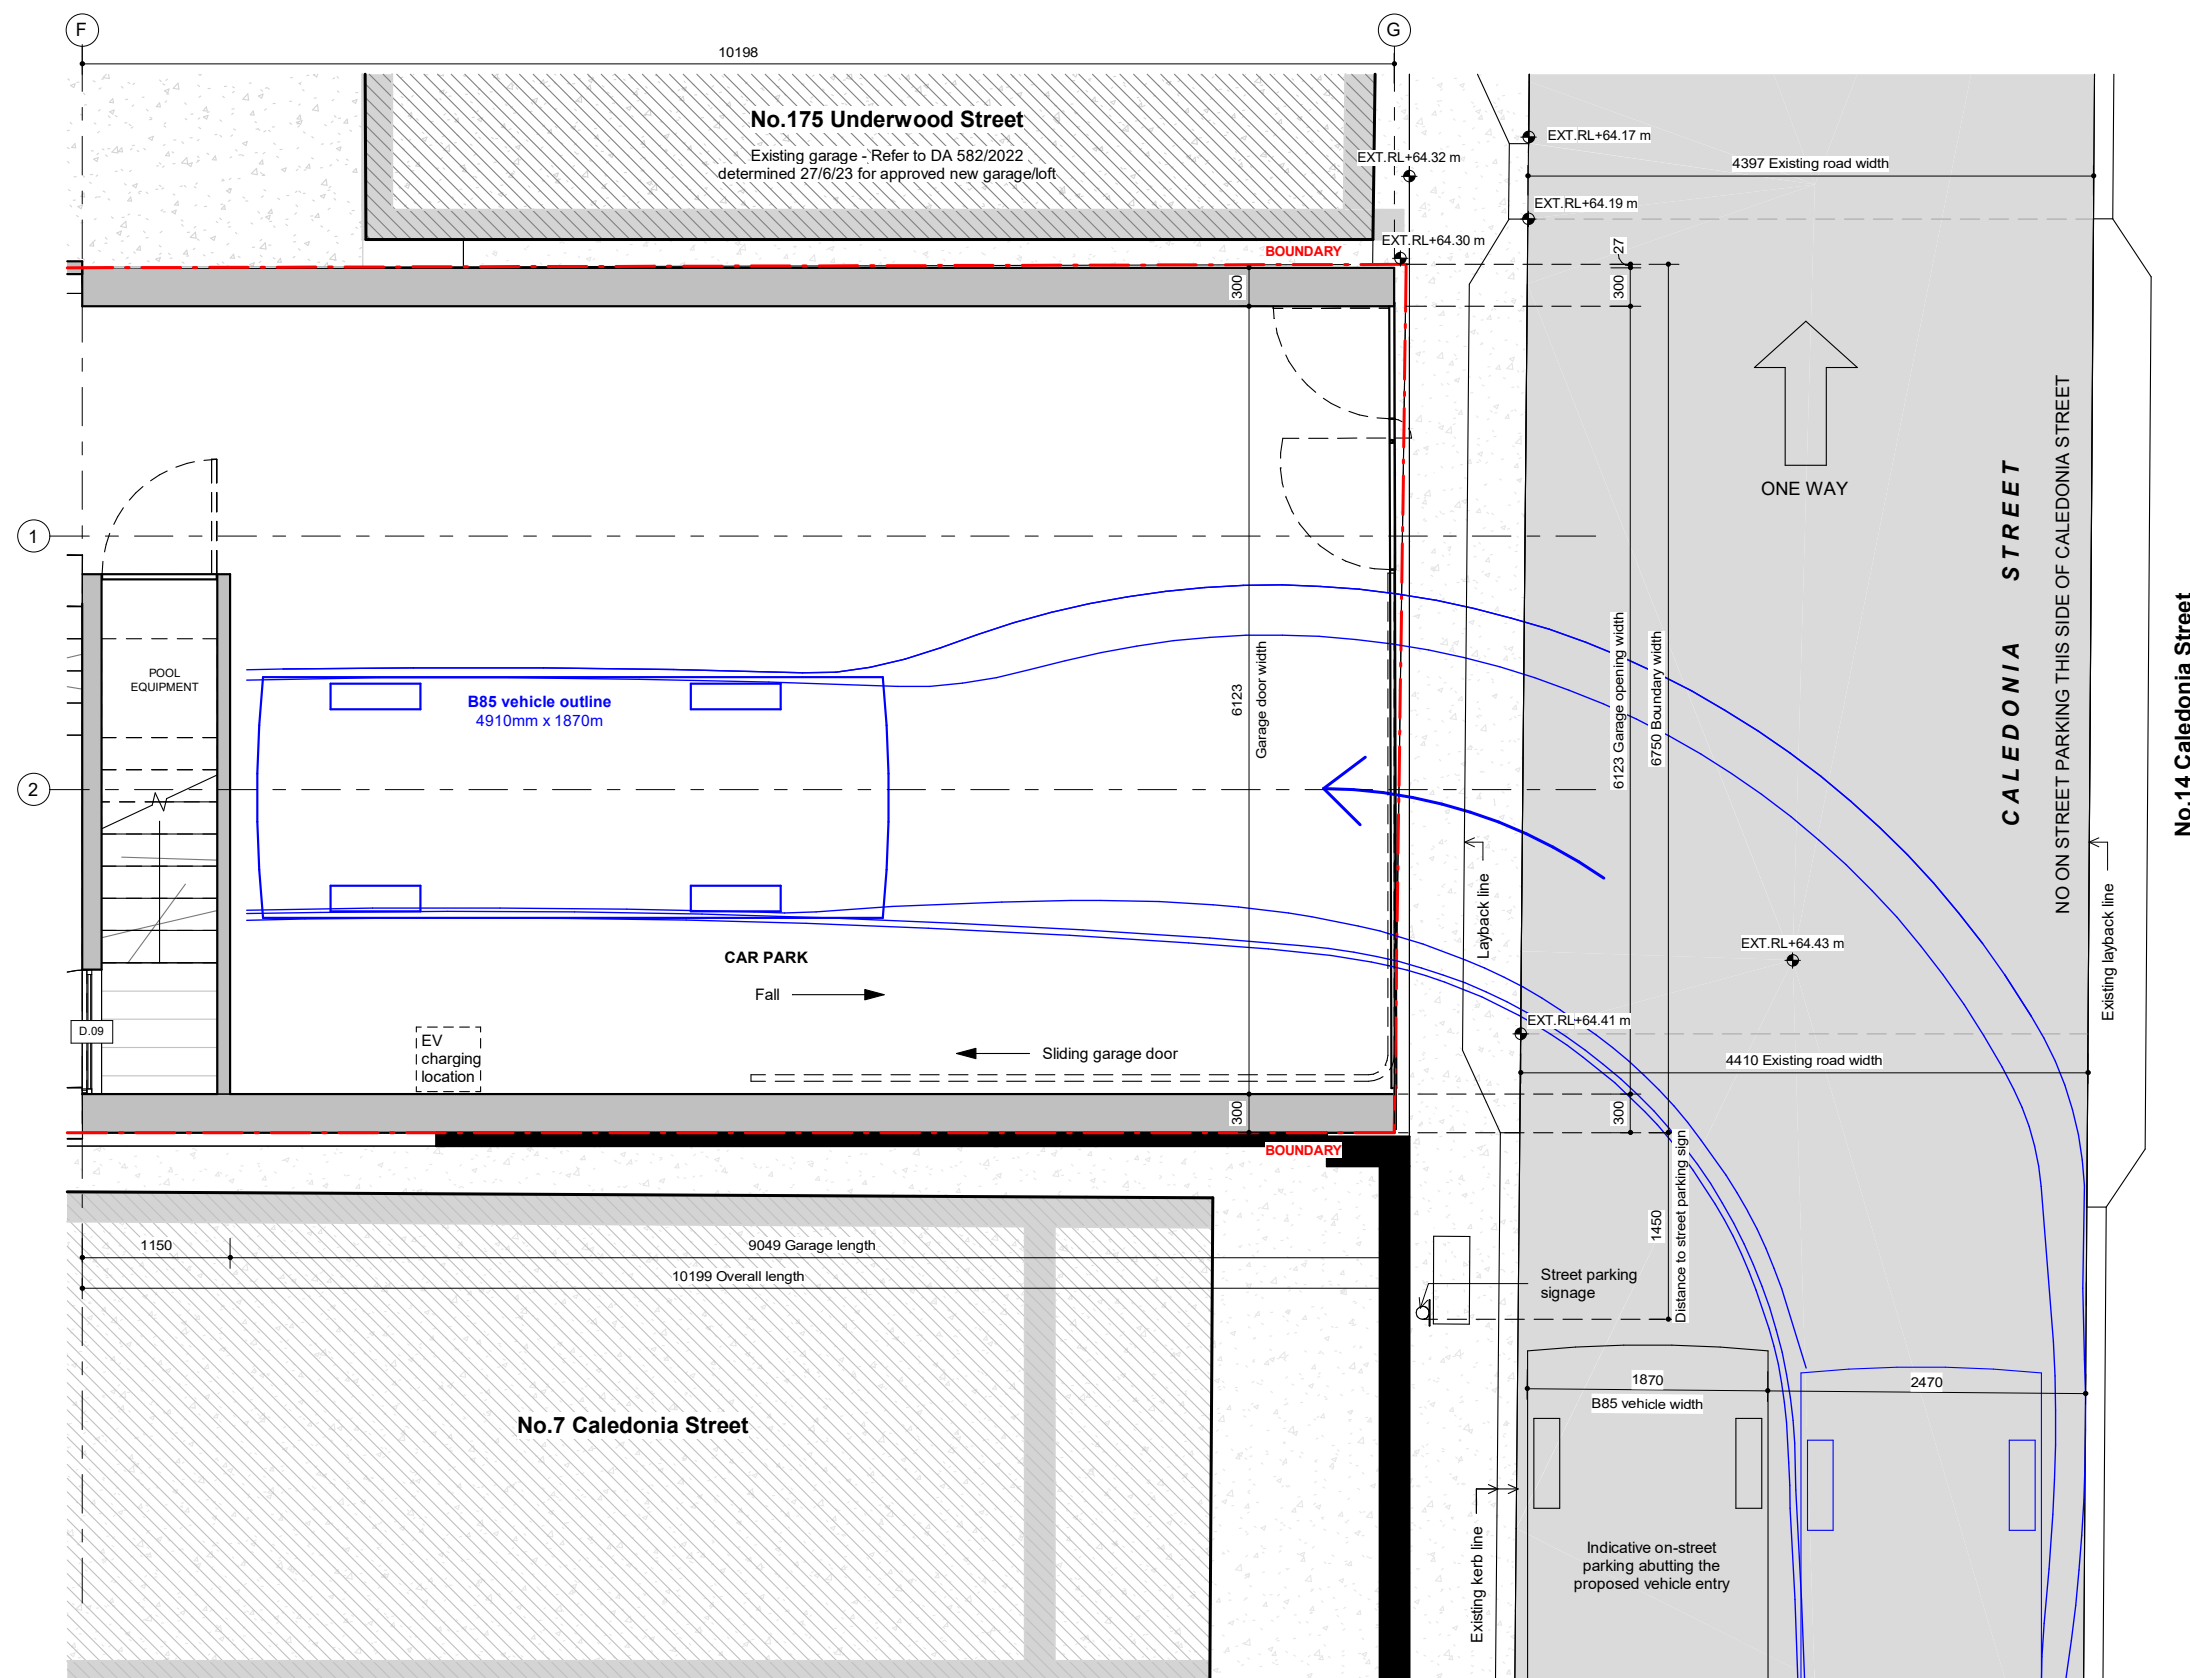 F
G
10198
No.175 Underwood Street
Existing garage - Refer to DA 582/2022
determined 27/6/23 for approved new garage/loft
EXT.RL+64.17 m
EXT.RL+64.32 m
4397 Existing road width
EXT.RL+64.19 m
EXT.RL+64.30 m
BOUNDARY
27
300
300
ONE WAY
CALEDONIA STREET
NO ON STREET PARKING THIS SIDE OF CALEDONIA STREET
No.14 Caledonia Street
1
2
POOL
EQUIPMENT
B85 vehicle outline
4910mm x 1870m
6123
Garage door width
6123 Garage opening width
6750 Boundary width
Layback line
Existing layback line
EXT.RL+64.43 m
CAR PARK
Fall
EXT.RL+64.41 m
D.09
EV
charging
location
Sliding garage door
4410 Existing road width
300
300
BOUNDARY
1450
Distance to street parking sign
1150
9049 Garage length
10199 Overall length
Street parking
signage
1870
B85 vehicle width
2470
No.7 Caledonia Street
Existing kerb line
Indicative on-street
parking abutting the
proposed vehicle entry